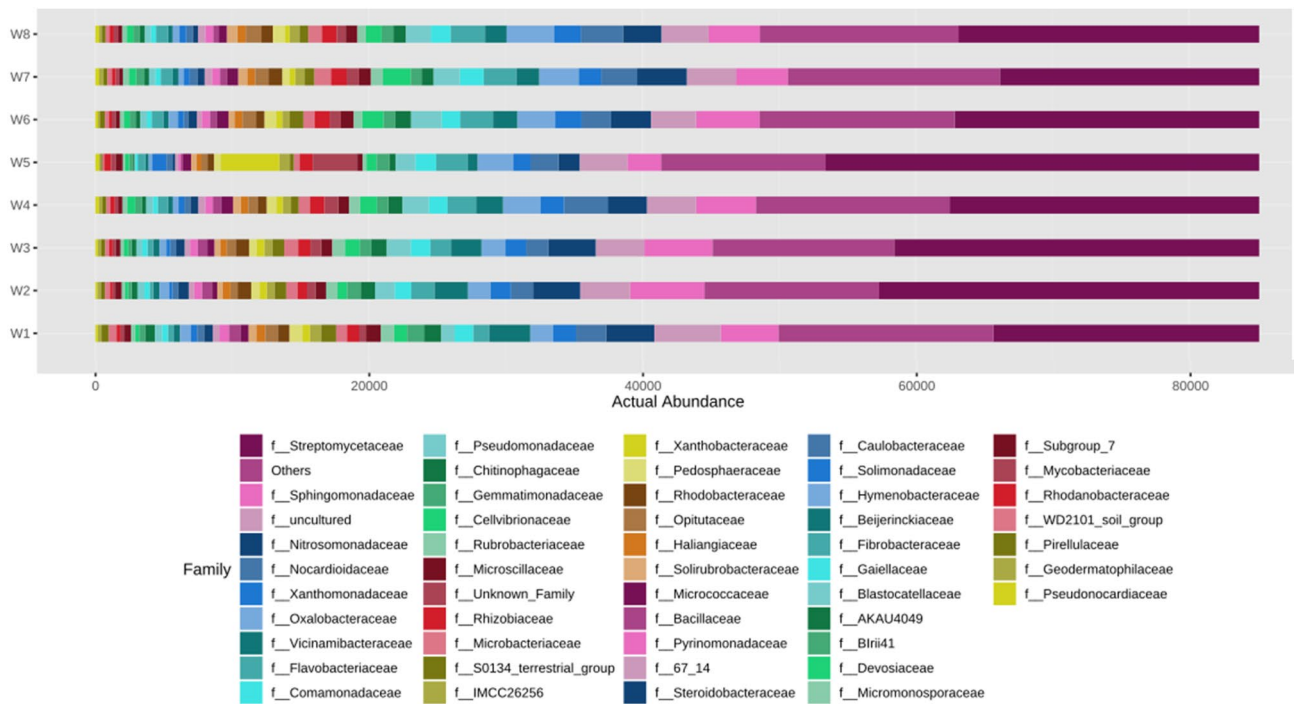 W8
W7
W6
W5
W4
W3
W2
W1
0 20000 40000 60000 80000
Actual Abundance
Family
f__Streptomycetaceae
Others
f__Sphingomonadaceae
f__uncultured
f__Nitrosomonadaceae
f__Nocardioidaceae
f__Xanthomonadaceae
f__Oxalobacteraceae
f__Vicinamibacteraceae
f__Flavobacteriaceae
f__Comamonadaceae
f__Pseudomonadaceae
f__Chitinophagaceae
f__Gemmatimonadaceae
f__Cellvibrionaceae
f__Rubrobacteriaceae
f__Microscillaceae
f__Unknown_Family
f__Rhizobiaceae
f__Microbacteriaceae
f__S0134_terrestrial_group
f__IMCC26256
f__Xanthobacteraceae
f__Pedosphaeraceae
f__Rhodobacteraceae
f__Opitutaceae
f__Haliangiaceae
f__Solirubrobacteraceae
f__Micrococcaceae
f__Bacillaceae
f__Pyrinomonadaceae
f__67_14
f__Steroidobacteraceae
f__Caulobacteraceae
f__Solimonadaceae
f__Hymenobacteraceae
f__Beijerinckiaceae
f__Fibrobacteraceae
f__Gaiellaceae
f__Blastocatellaceae
f__AKAU4049
f__BIrii41
f__Devosiaceae
f__Micromonosporaceae
f__Subgroup_7
f__Mycobacteriaceae
f__Rhodanobacteraceae
f__WD2101_soil_group
f__Pirellulaceae
f__Geodermatophilaceae
f__Pseudonocardiaceae